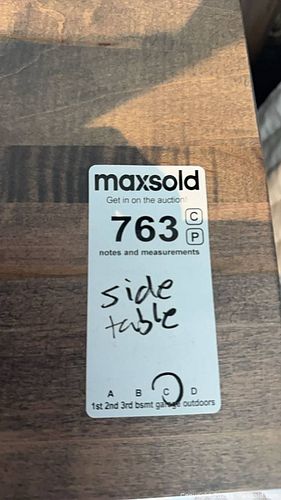 maxsold
Get in on the auction!
763 C
P
notes and measurements
side
table
A B C D
1st 2nd 3rd bsmt garage outdoors